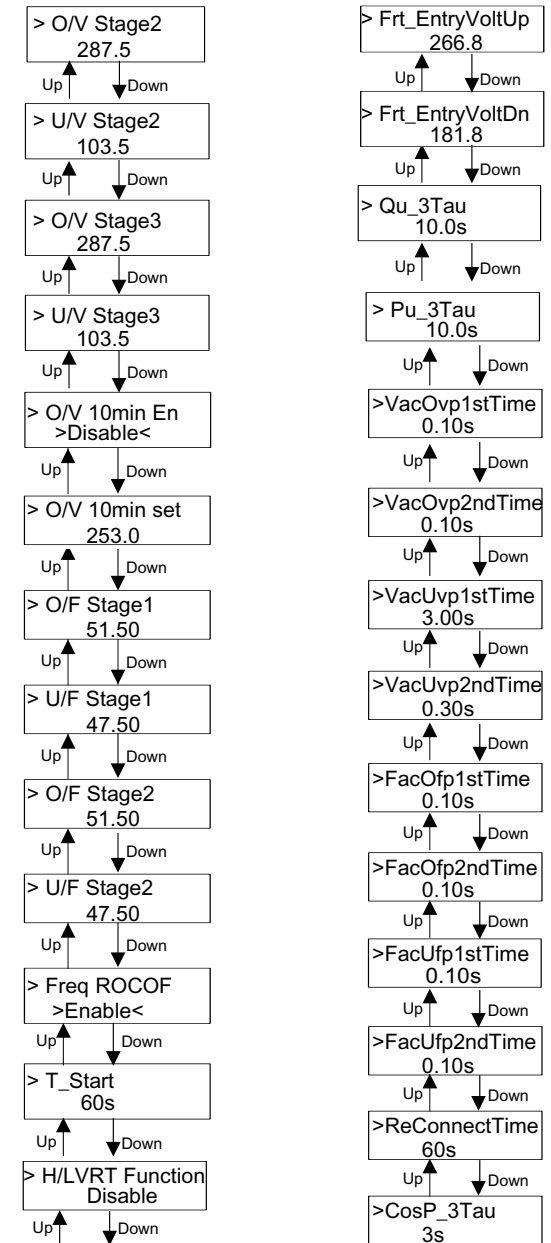 > O/V Stage2
287.5
Up Down
> U/V Stage2
103.5
Up Down
> O/V Stage3
287.5
Up Down
> U/V Stage3
103.5
Up Down
> O/V 10min En
>Disable<
Up Down
> O/V 10min set
253.0
Up Down
> O/F Stage1
51.50
Up Down
> U/F Stage1
47.50
Up Down
> O/F Stage2
51.50
Up Down
> U/F Stage2
47.50
Up Down
> Freq ROCOF
>Enable<
Up Down
> T_Start
60s
Up Down
> H/LVRT Function
Disable
Up Down
> Frt_EntryVoltUp
266.8
Up Down
> Frt_EntryVoltDn
181.8
Up Down
> Qu_3Tau
10.0s
Up Down
> Pu_3Tau
10.0s
Up Down
>VacOvp1stTime
0.10s
Up Down
>VacOvp2ndTime
0.10s
Up Down
>VacUvp1stTime
3.00s
Up Down
>VacUvp2ndTime
0.30s
Up Down
>FacOfp1stTime
0.10s
Up Down
>FacOfp2ndTime
0.10s
Up Down
>FacUfp1stTime
0.10s
Up Down
>FacUfp2ndTime
0.10s
Up Down
>ReConnectTime
60s
Up Down
>CosP_3Tau
3s